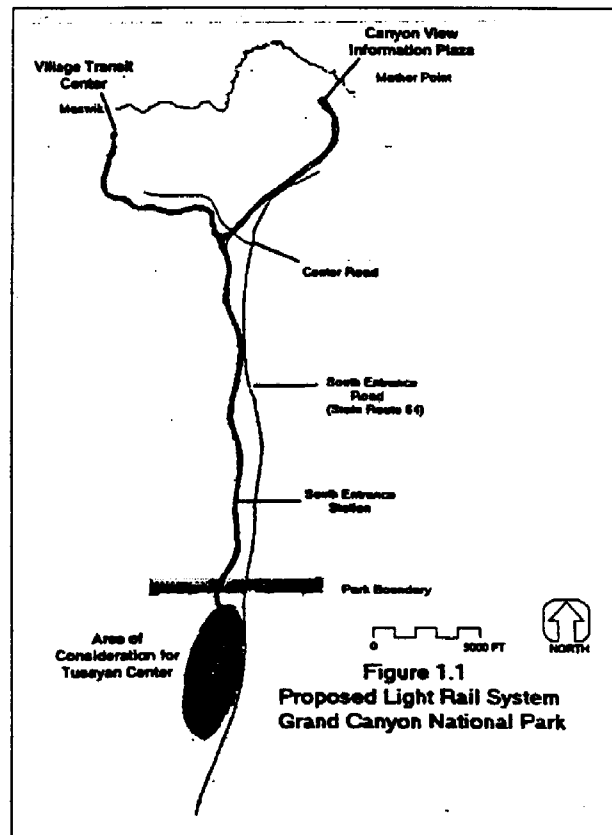 Canyon View
Information Plaza
Village Transit
Center
Mather Point
Maswik
Center Road
South Entrance
Road
(State Route 64)
South Entrance
Station
Park Boundary
Area of
Consideration for
Tusayan Center
0 5000 FT
NORTH
Figure 1.1
Proposed Light Rail System
Grand Canyon National Park